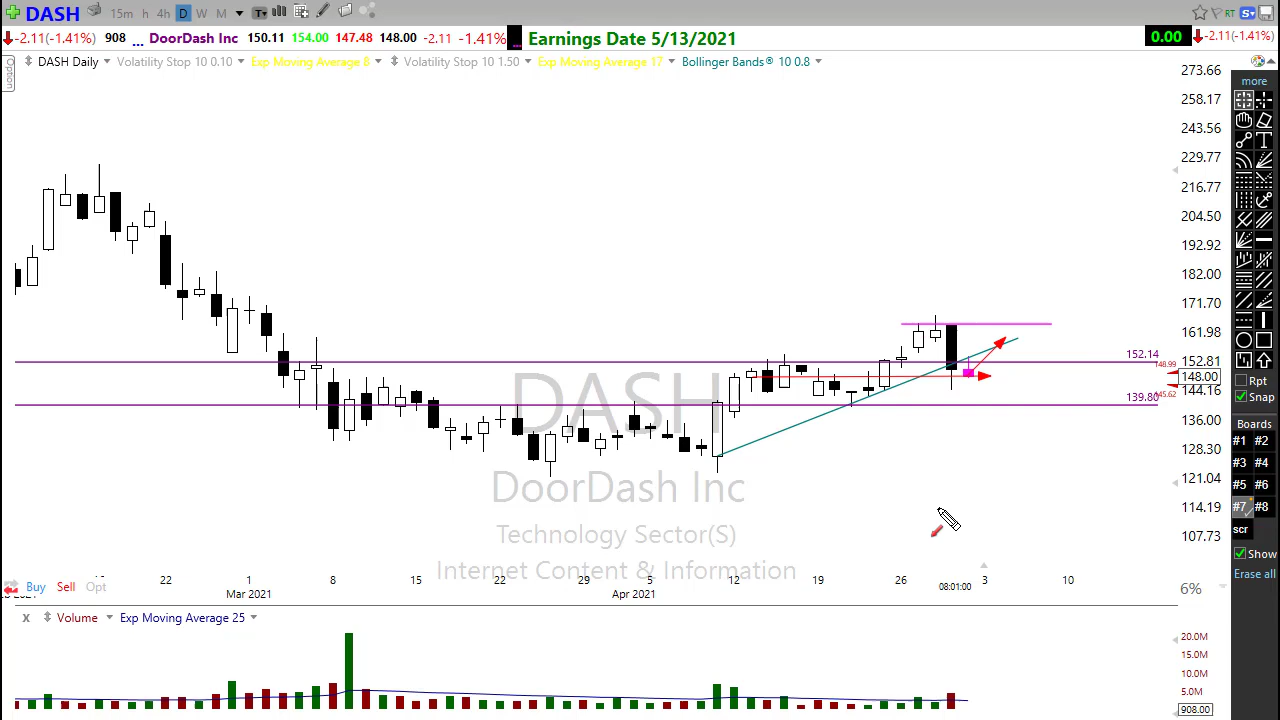 DASH 15m h 4h D W M
-2.11(-1.41%) 908 ... DoorDash Inc 150.11 154.00 147.48 148.00 -2.11 -1.41% ... Earnings Date 5/13/2021 0.00 -2.11(-1.41%)
RT S
Option
DASH Daily Volatility Stop 10 0.10 Exp Moving Average 8 Volatility Stop 10 1.50 Exp Moving Average 17 Bollinger Bands® 10 0.8
273.66
258.17
243.56
229.77
216.77
204.50
192.92
182.00
171.70
161.98
152.14
152.81
148.99
148.00
144.16
145.62
139.80
136.00
128.30
121.04
114.19
107.73
DASH
DoorDash Inc
Technology Sector(S)
Internet Content & Information
more
Rpt
Snap
Boards
#1 #2
#3 #4
#5 #6
#7 #8
scr
Show
Erase all
Buy Sell Opt
22 1 8 15 22 29 5 12 19 26 08:01:00 3 10
Mar 2021 Apr 2021
6%
x Volume Exp Moving Average 25
20.0M
15.0M
10.0M
5.0M
908.00